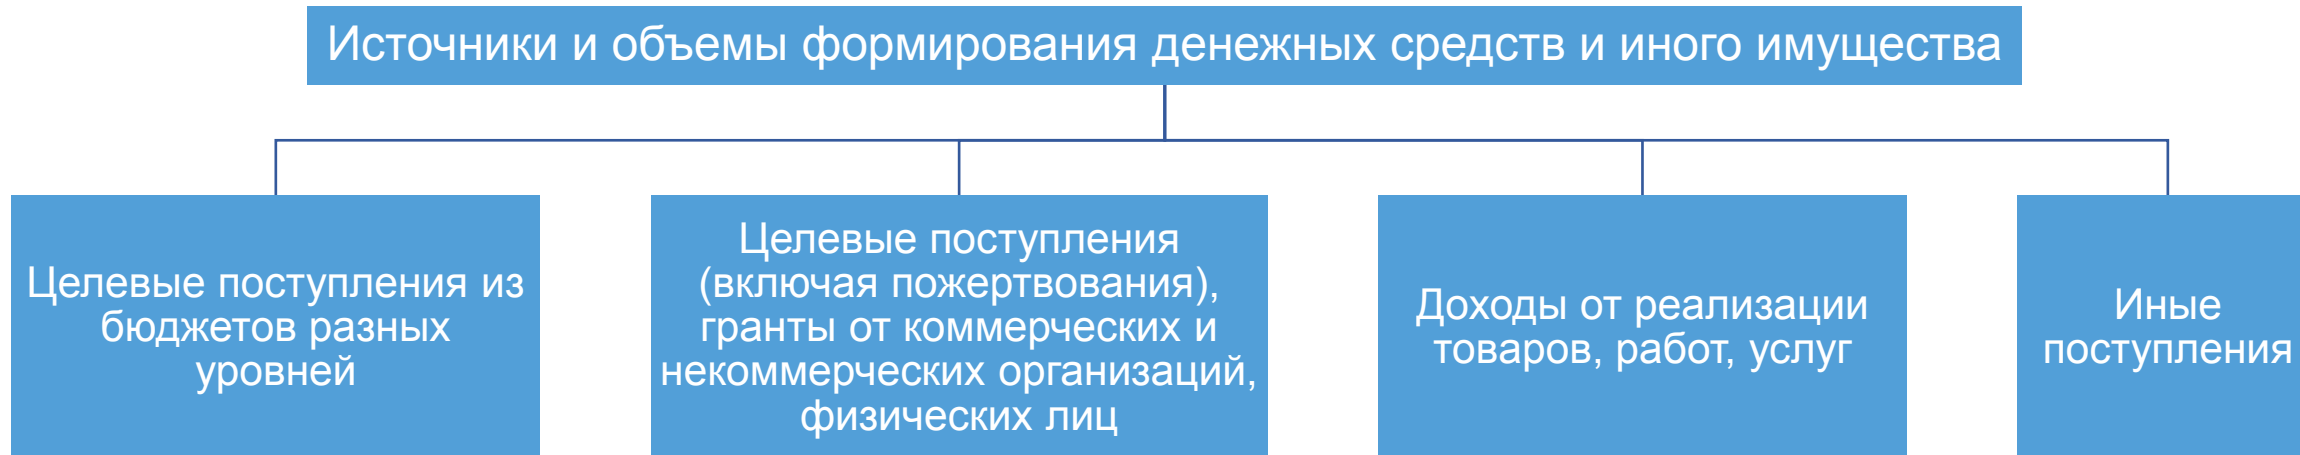 Источники и объемы формирования денежных средств и иного имущества
Целевые поступления из
бюджетов разных
уровней
Целевые поступления
(включая пожертвования),
гранты от коммерческих и
некоммерческих организаций,
физических лиц
Доходы от реализации
товаров, работ, услуг
Иные
поступления